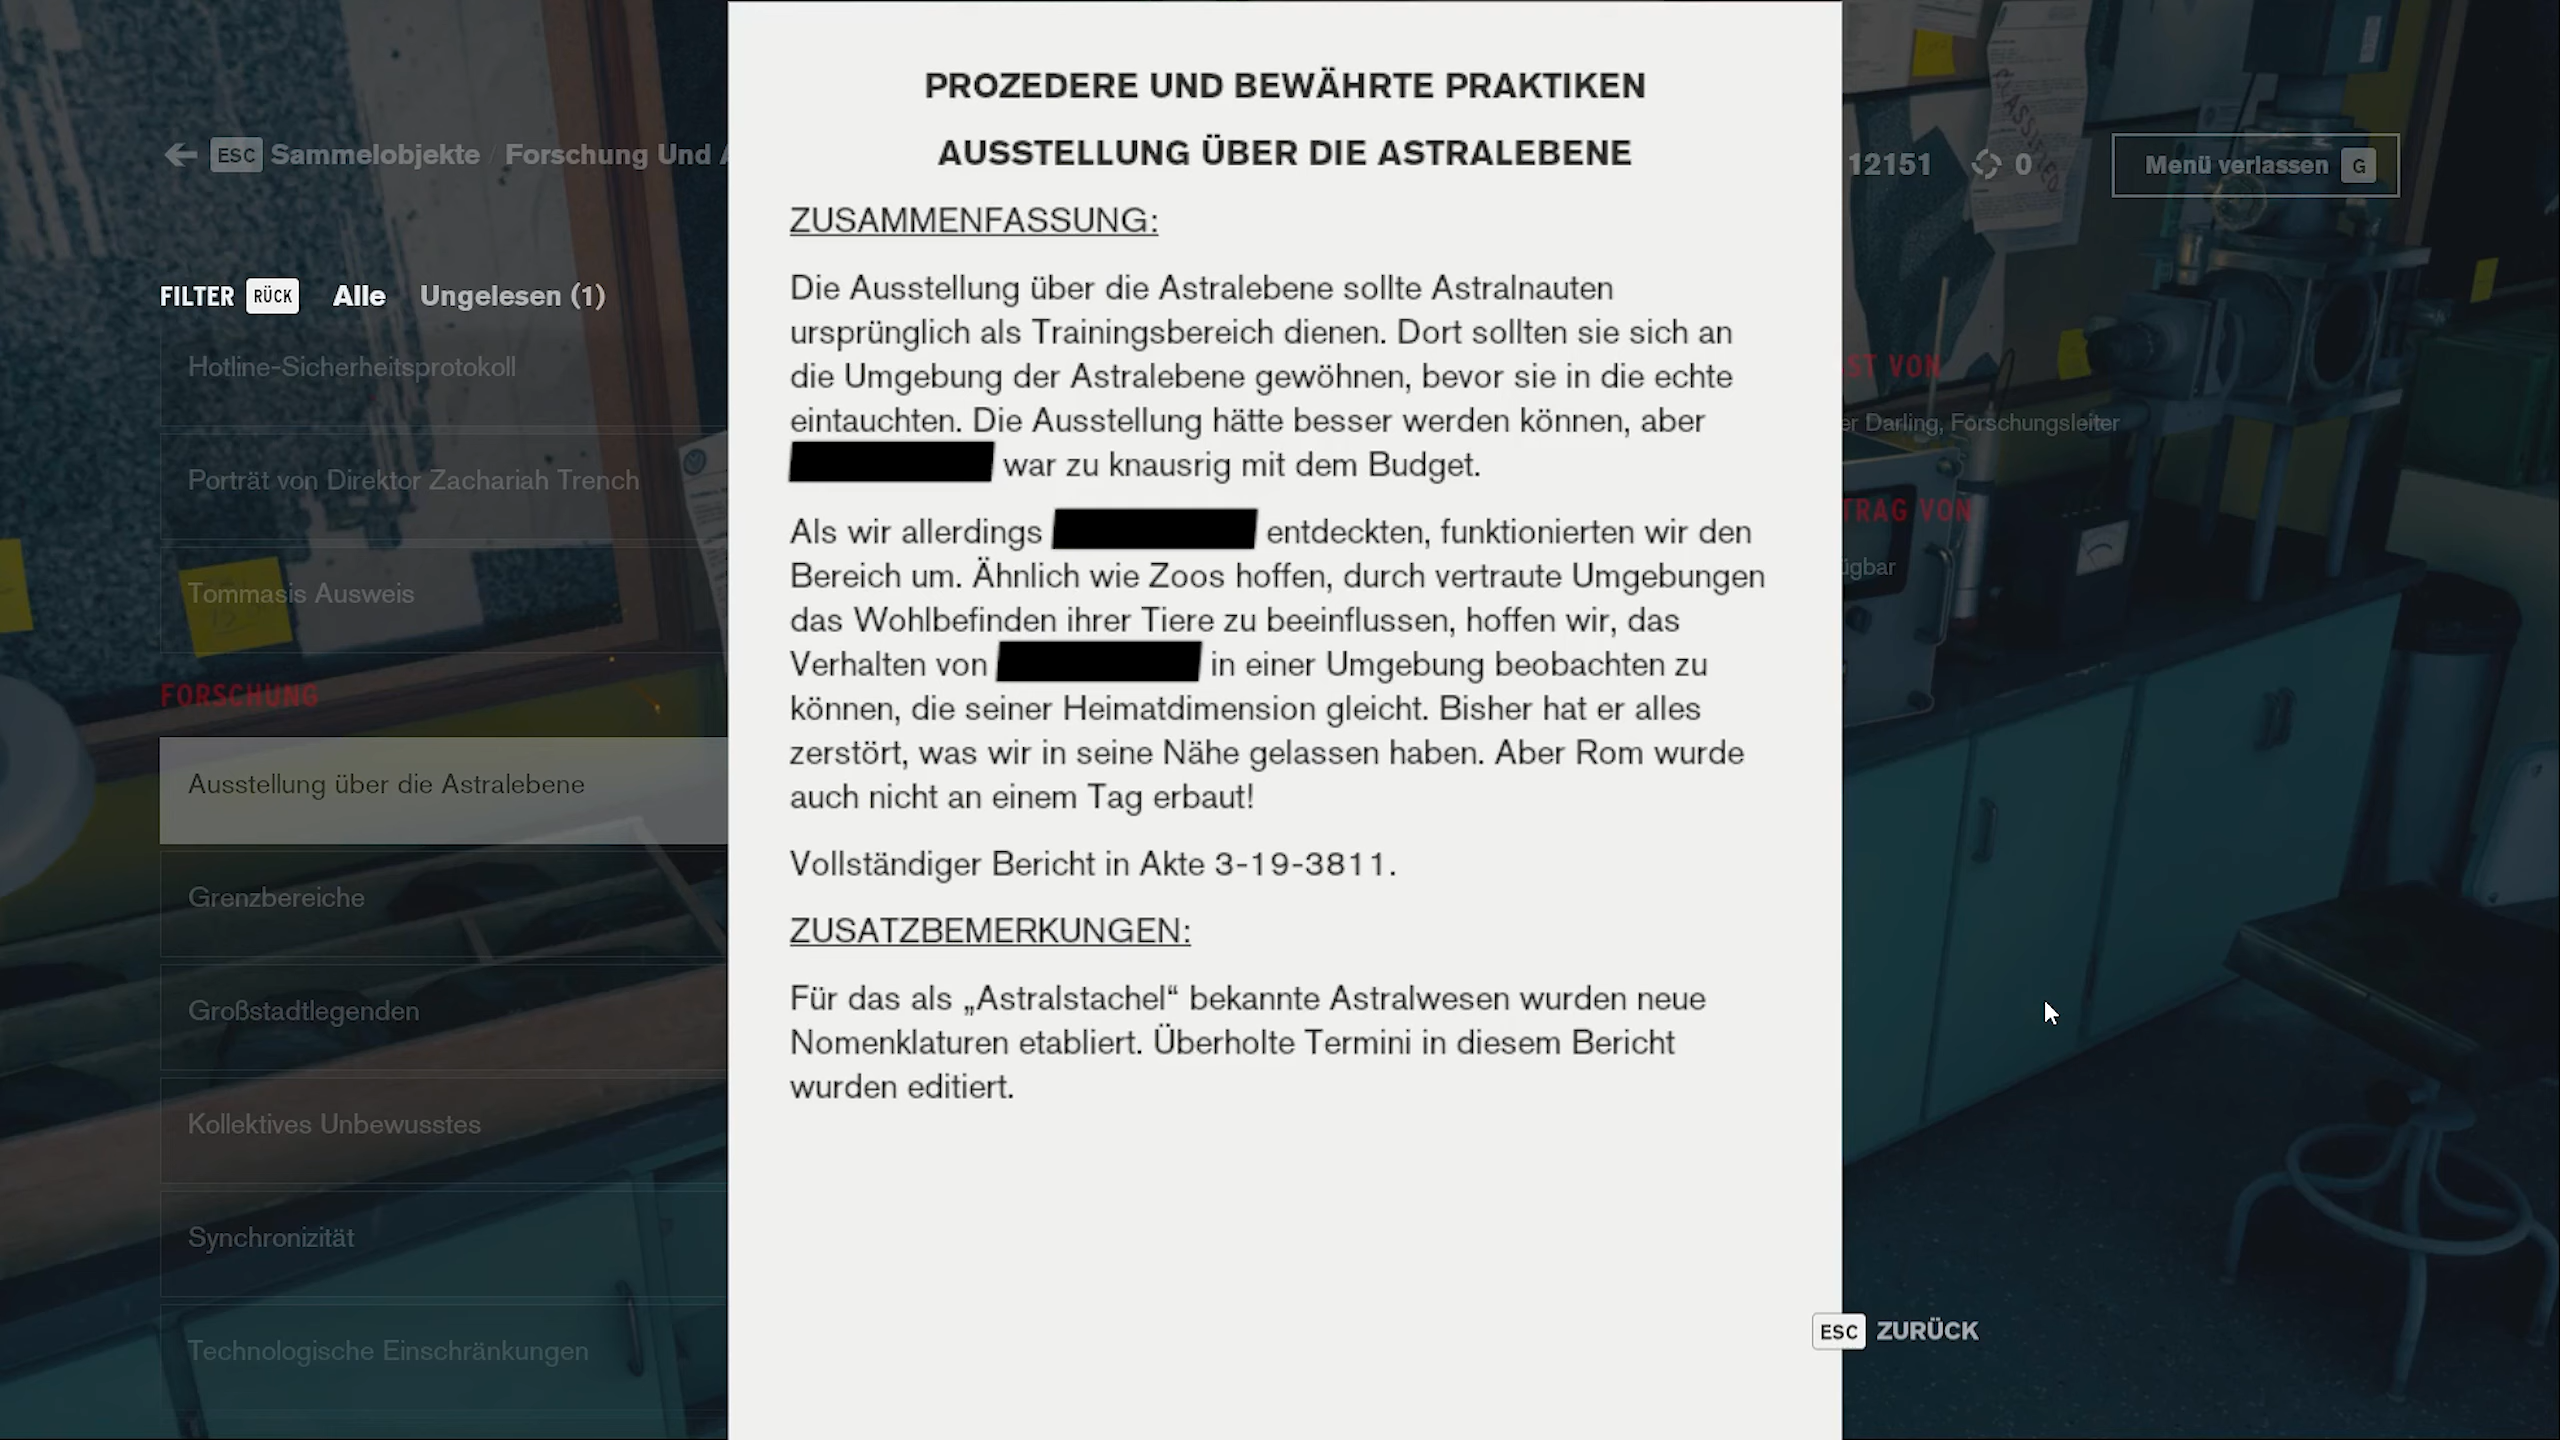 PROZEDERE UND BEWÄHRTE PRAKTIKEN
AUSSTELLUNG ÜBER DIE ASTRALEBENE
ZUSAMMENFASSUNG:
Die Ausstellung über die Astralebene sollte Astralnauten
ursprünglich als Trainingsbereich dienen. Dort sollten sie sich an
die Umgebung der Astralebene gewöhnen, bevor sie in die echte
eintauchten. Die Ausstellung hätte besser werden können, aber
war zu knausrig mit dem Budget.
Als wir allerdings entdeckten, funktionierten wir den
Bereich um. Ähnlich wie Zoos hoffen, durch vertraute Umgebungen
das Wohlbefinden ihrer Tiere zu beeinflussen, hoffen wir, das
Verhalten von in einer Umgebung beobachten zu
können, die seiner Heimatdimension gleicht. Bisher hat er alles
zerstört, was wir in seine Nähe gelassen haben. Aber Rom wurde
auch nicht an einem Tag erbaut!
Vollständiger Bericht in Akte 3-19-3811.
ZUSATZBEMERKUNGEN:
Für das als „Astralstachel“ bekannte Astralwesen wurden neue
Nomenklaturen etabliert. Überholte Termini in diesem Bericht
wurden editiert.
ESC Sammelobjekte / Forschung Und
12151 0 Menü verlassen G
FILTER RÜCK Alle Ungelesen (1)
Hotline-Sicherheitsprotokoll
Porträt von Direktor Zachariah Trench
Tommasis Ausweis
FORSCHUNG
Ausstellung über die Astralebene
Grenzbereiche
Großstadtlegenden
Kollektives Unbewusstes
Synchronizität
Technologische Einschränkungen
VON
Darling, Forschungsleiter
VON
ESC ZURÜCK